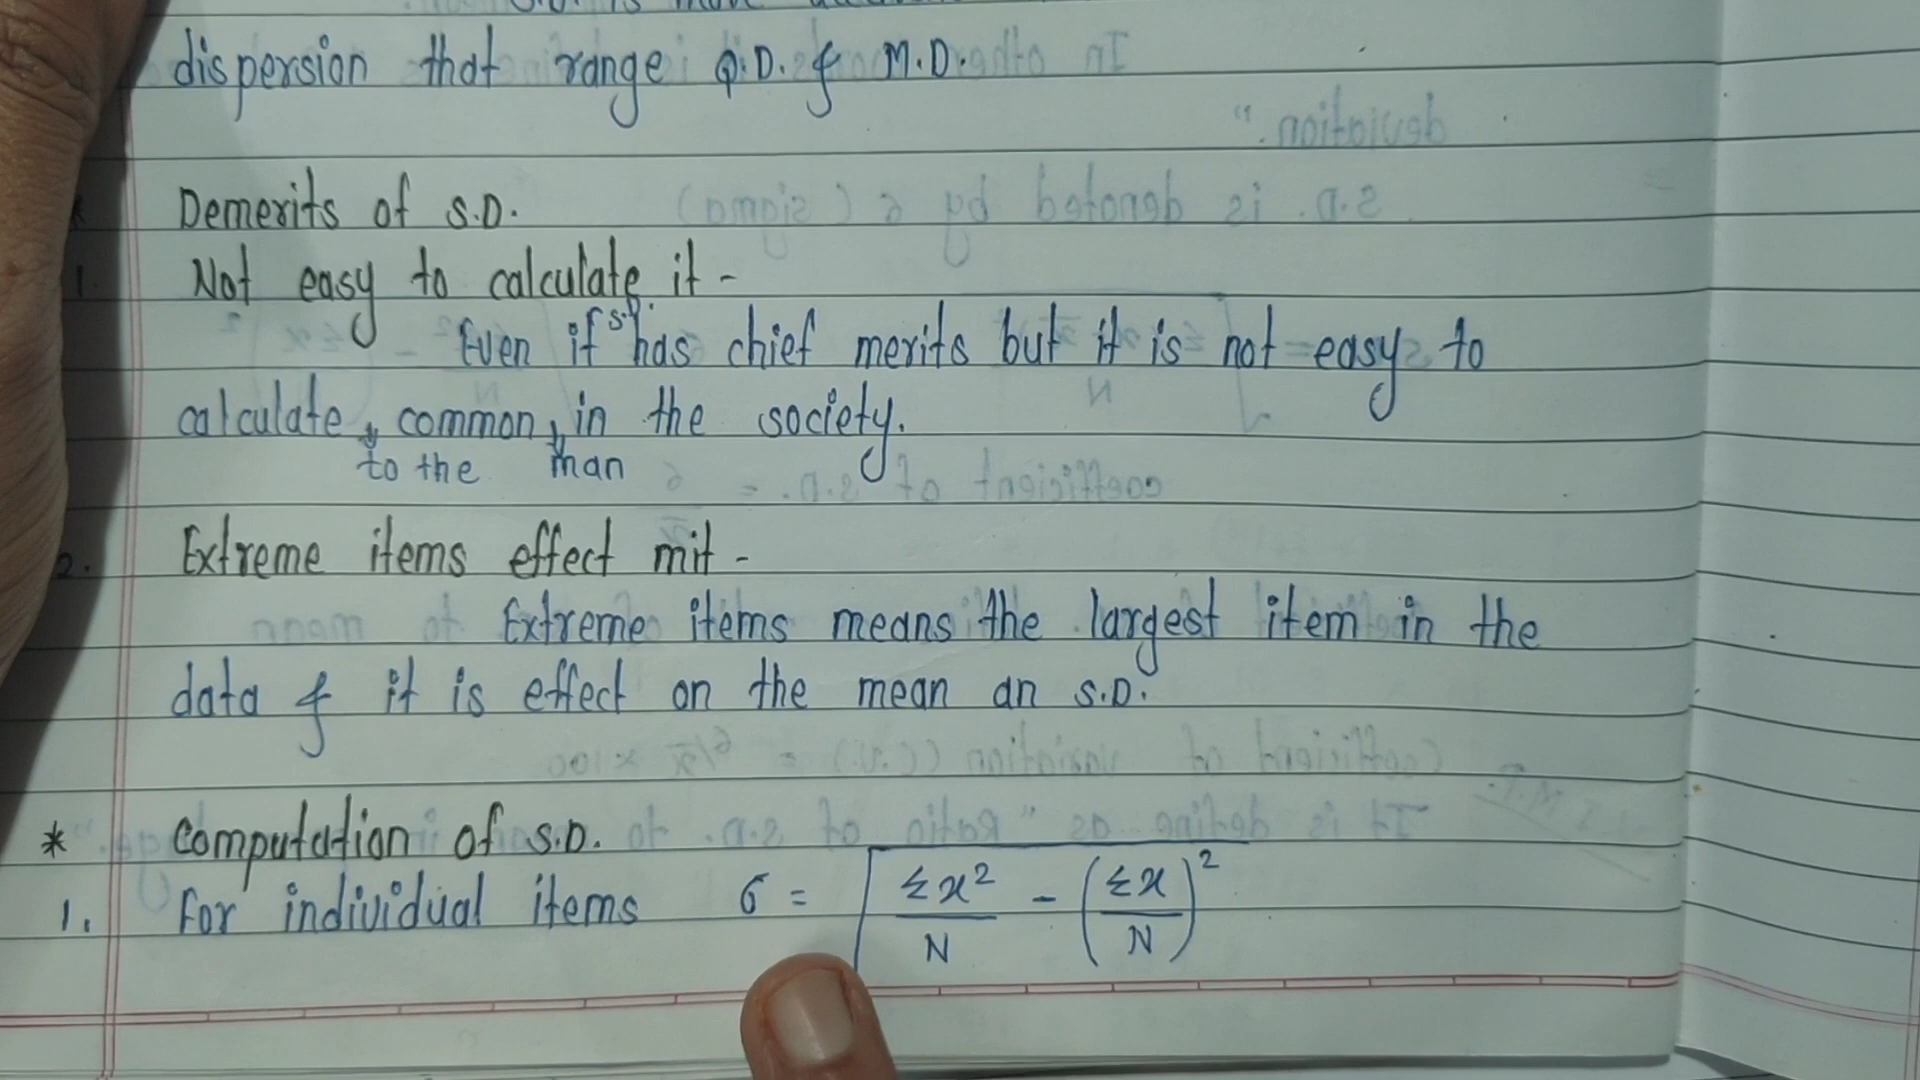 dispersion that range Q.D. & M.D.
* Demerits of S.D.
1. Not easy to calculate it -
Even if S.D. has chief merits but it is not easy to
calculate to the common man in the society.
2. Extreme items effect mit -
Extreme items means the largest item in the
data & it is effect on the mean an S.D.
* Computation of S.D.
1. For individual items σ = √ Σx²/N - (Σx/N)²